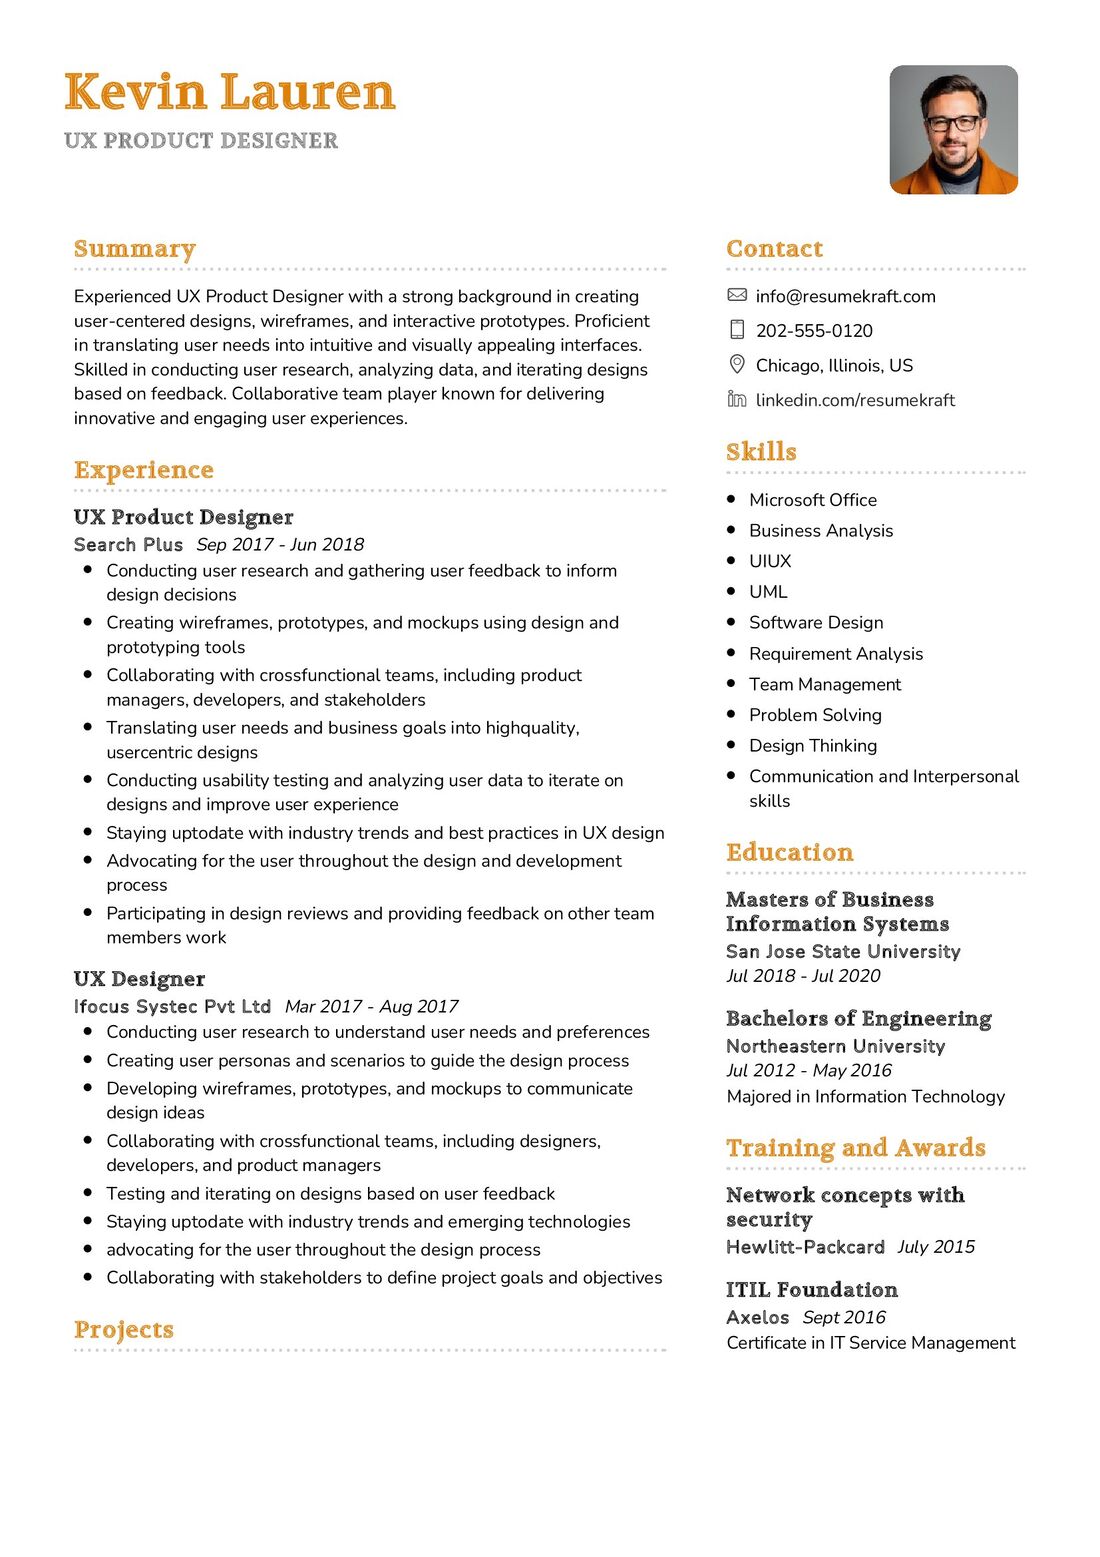 Kevin Lauren
UX PRODUCT DESIGNER
Summary
Experienced UX Product Designer with a strong background in creating
user-centered designs, wireframes, and interactive prototypes. Proficient
in translating user needs into intuitive and visually appealing interfaces.
Skilled in conducting user research, analyzing data, and iterating designs
based on feedback. Collaborative team player known for delivering
innovative and engaging user experiences.
Experience
UX Product Designer
Search Plus Sep 2017 - Jun 2018
• Conducting user research and gathering user feedback to inform
design decisions
• Creating wireframes, prototypes, and mockups using design and
prototyping tools
• Collaborating with crossfunctional teams, including product
managers, developers, and stakeholders
• Translating user needs and business goals into highquality,
usercentric designs
• Conducting usability testing and analyzing user data to iterate on
designs and improve user experience
• Staying uptodate with industry trends and best practices in UX design
• Advocating for the user throughout the design and development
process
• Participating in design reviews and providing feedback on other team
members work
UX Designer
Ifocus Systec Pvt Ltd Mar 2017 - Aug 2017
• Conducting user research to understand user needs and preferences
• Creating user personas and scenarios to guide the design process
• Developing wireframes, prototypes, and mockups to communicate
design ideas
• Collaborating with crossfunctional teams, including designers,
developers, and product managers
• Testing and iterating on designs based on user feedback
• Staying uptodate with industry trends and emerging technologies
• advocating for the user throughout the design process
• Collaborating with stakeholders to define project goals and objectives
Projects
Contact
info@resumekraft.com
202-555-0120
Chicago, Illinois, US
linkedin.com/resumekraft
Skills
• Microsoft Office
• Business Analysis
• UIUX
• UML
• Software Design
• Requirement Analysis
• Team Management
• Problem Solving
• Design Thinking
• Communication and Interpersonal
skills
Education
Masters of Business
Information Systems
San Jose State University
Jul 2018 - Jul 2020
Bachelors of Engineering
Northeastern University
Jul 2012 - May 2016
Majored in Information Technology
Training and Awards
Network concepts with
security
Hewlitt-Packcard July 2015
ITIL Foundation
Axelos Sept 2016
Certificate in IT Service Management